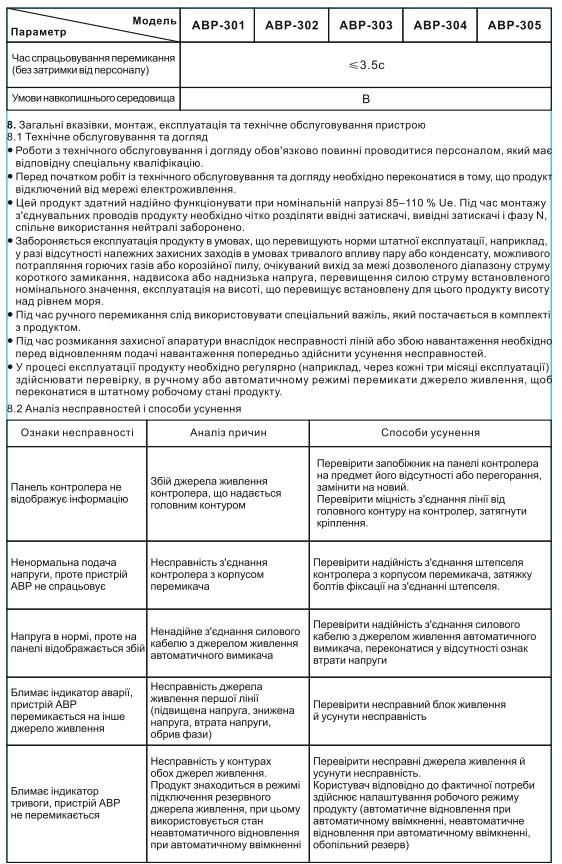 Модель
Параметр
АВР-301 АВР-302 АВР-303 АВР-304 АВР-305
Час спрацьовування перемикання
(без затримки від персоналу)
≤3.5с
Умови навколишнього середовища
В
8. Загальні вказівки, монтаж, експлуатація та технічне обслуговування пристрою
8.1 Технічне обслуговування та догляд
● Роботи з технічного обслуговування і догляду обов'язково повинні проводитися персоналом, який має
відповідну спеціальну кваліфікацію.
● Перед початком робіт із технічного обслуговування та догляду необхідно переконатися в тому, що продукт
відключений від мережі електроживлення.
● Цей продукт здатний надійно функціонувати при номінальній напрузі 85–110 % Ue. Під час монтажу
з'єднувальних проводів продукту необхідно чітко розділяти ввідні затискачі, вивідні затискачі і фазу N,
спільне використання нейтралі заборонено.
● Забороняється експлуатація продукту в умовах, що перевищують норми штатної експлуатації, наприклад,
у разі відсутності належних захисних заходів в умовах тривалого впливу пару або конденсату, можливого
потрапляння горючих газів або корозійної пилу, очікуваний вихід за межі дозволеного діапазону струму
короткого замикання, надвисока або наднизька напруга, перевищення силою струму встановленого
номінального значення, експлуатація на висоті, що перевищує встановлену для цього продукту висоту
над рівнем моря.
● Під час ручного перемикання слід використовувати спеціальний важіль, який постачається в комплекті
з продуктом.
● Під час розмикання захисної апаратури внаслідок несправності ліній або збою навантаження необхідно
перед відновленням подачі навантаження попередньо здійснити усунення несправностей.
● У процесі експлуатації продукту необхідно регулярно (наприклад, через кожні три місяці експлуатації)
здійснювати перевірку, в ручному або автоматичному режимі перемикати джерело живлення, щоб
переконатися в штатному робочому стані продукту.
8.2 Аналіз несправностей і способи усунення
Ознаки несправності Аналіз причин Способи усунення
Панель контролера не
відображує інформацію
Збій джерела живлення
контролера, що надається
головним контуром
Перевірити запобіжник на панелі контролера
на предмет його відсутності або перегорання,
замінити на новий.
Перевірити міцність з'єднання лінії від
головного контуру на контролер, затягнути
кріплення.
Ненормальна подача
напруги, проте пристрій
АВР не спрацьовує
Несправність з'єднання
контролера з корпусом
перемикача
Перевірити надійність з'єднання штепселя
контролера з корпусом перемикача, затяжку
болтів фіксації на з'єднанні штепселя.
Напруга в нормі, проте на
панелі відображається збій
Ненадійне з'єднання силового
кабелю з джерелом живлення
автоматичного вимикача
Перевірити надійність з'єднання силового
кабелю з джерелом живлення автоматичного
вимикача, переконатися у відсутності ознак
втрати напруги
Блимає індикатор аварії,
пристрій АВР
перемикається на інше
джерело живлення
Несправність джерела
живлення першої лінії
(підвищена напруга, знижена
напруга, втрата напруги,
обрив фази)
Перевірити несправний блок живлення
й усунути несправність
Блимає індикатор
тривоги, пристрій АВР
не перемикається
Несправність у контурах
обох джерел живлення.
Продукт знаходиться в режимі
підключення резервного
джерела живлення, при цьому
використовується стан
неавтоматичного відновлення
при автоматичному ввімкненні
Перевірити несправні джерела живлення й
усунути несправність.
Користувач відповідно до фактичної потреби
здійснює налаштування робочого режиму
продукту (автоматичне відновлення при
автоматичному ввімкненні, неавтоматичне
відновлення при автоматичному ввімкненні,
обопільний резерв)